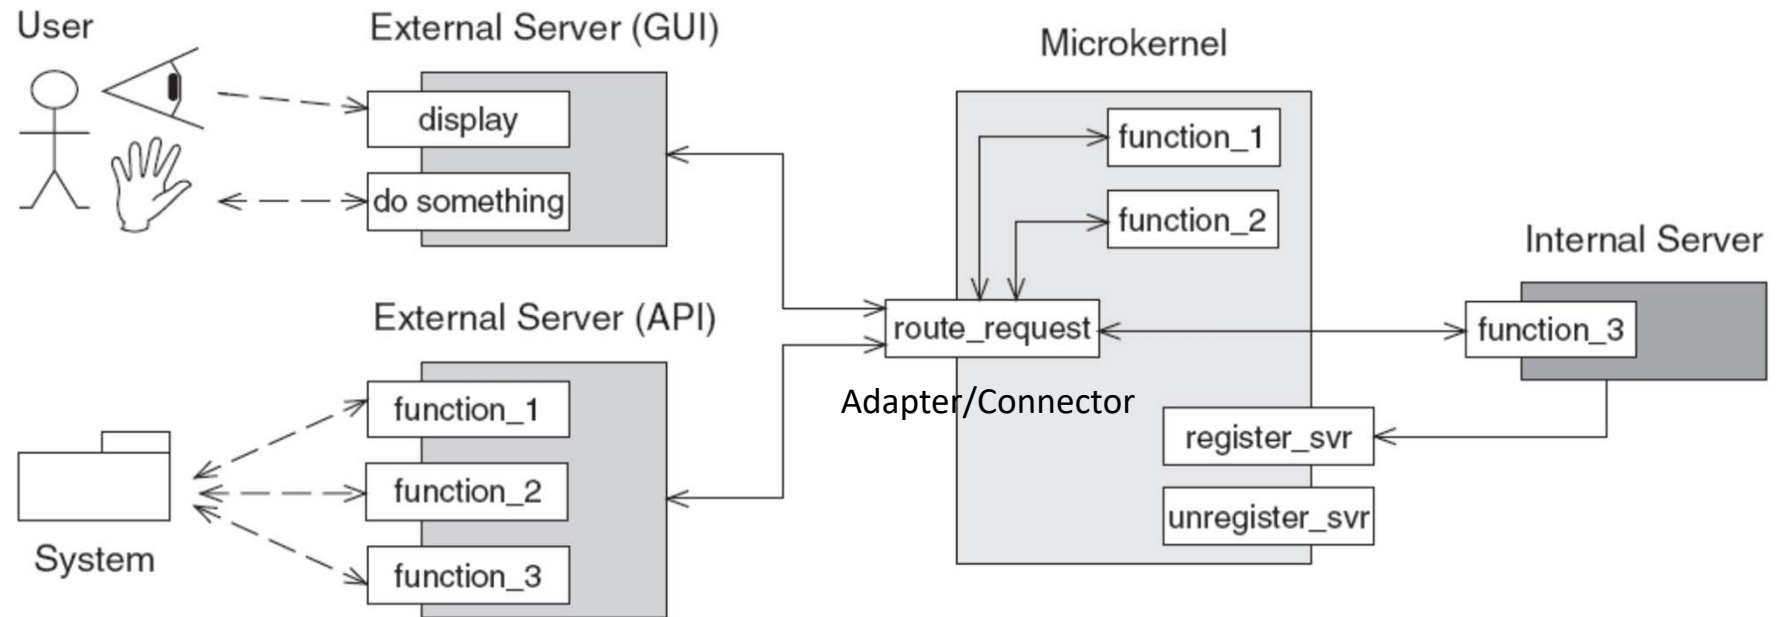 User
External Server (GUI)
display
do something
External Server (API)
function_1
function_2
function_3
System
Microkernel
function_1
function_2
route_request
Adapter/Connector
register_svr
unregister_svr
Internal Server
function_3